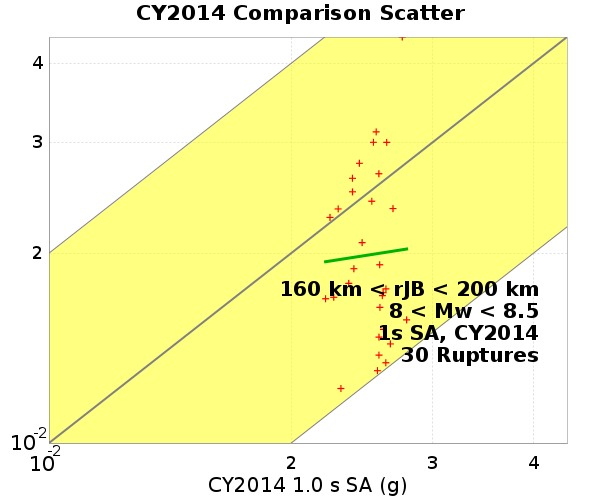 CY2014 Comparison Scatter
4
3
2
160 km < rJB < 200 km
8 < Mw < 8.5
1s SA, CY2014
30 Ruptures
10-2
10-2
2
3
4
CY2014 1.0 s SA (g)